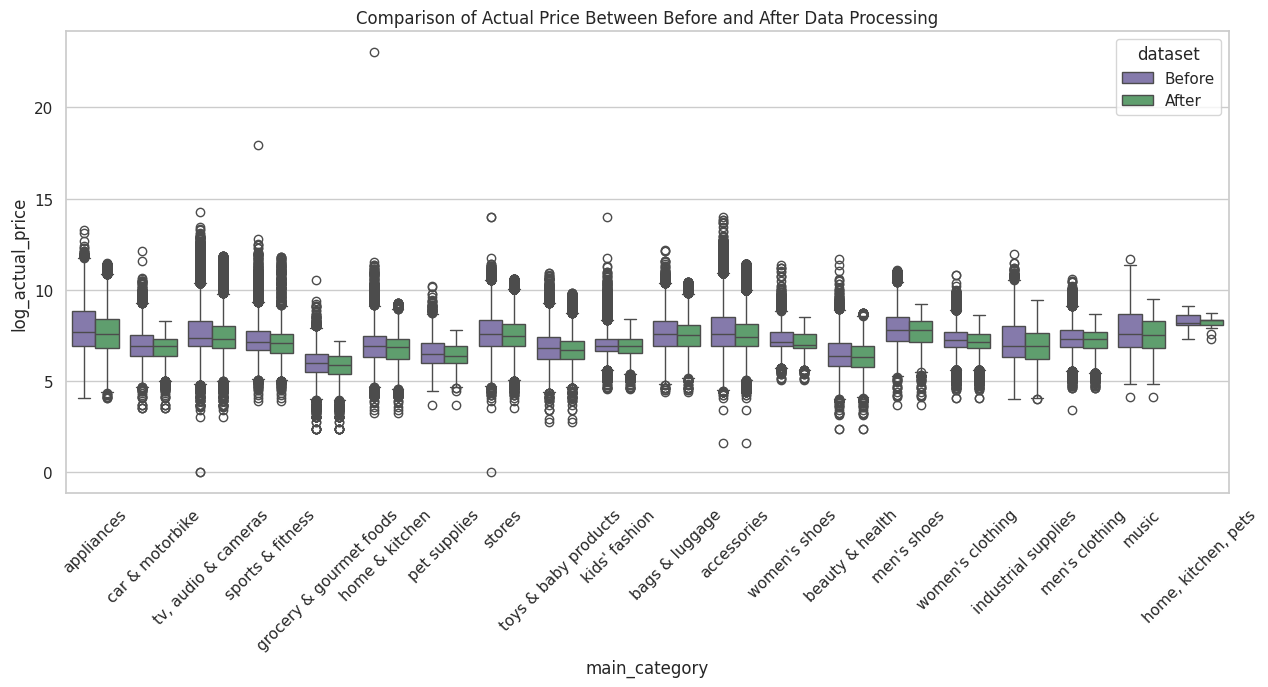 Comparison of Actual Price Between Before and After Data Processing
dataset
Before
After
log_actual_price
20
15
10
5
0
appliances
car & motorbike
tv, audio & cameras
sports & fitness
grocery & gourmet foods
home & kitchen
pet supplies
stores
toys & baby products
kids' fashion
bags & luggage
accessories
women's shoes
beauty & health
men's shoes
women's clothing
industrial supplies
men's clothing
music
home, kitchen, pets
main_category